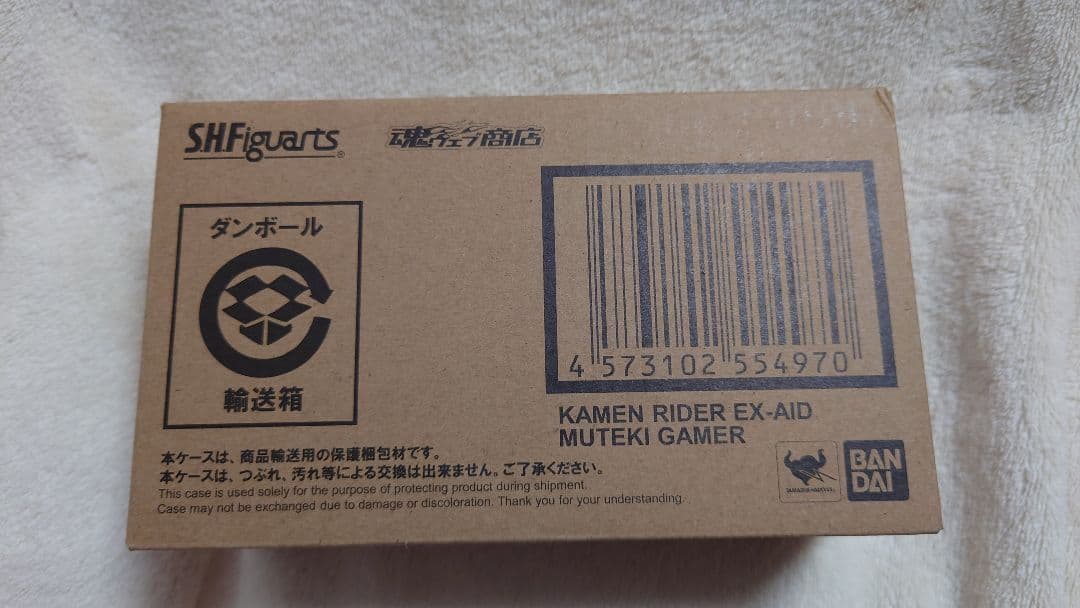 S.H.Figuarts
魂ウェブ商店
ダンボール
輸送箱
4 573102 554970
KAMEN RIDER EX-AID
MUTEKI GAMER
本ケースは、商品輸送用の保護梱包材です。
本ケースは、つぶれ、汚れ等による交換は出来ません。ご了承ください。
This case is used solely for the purpose of protecting product during shipment.
Case may not be exchanged due to damage or discoloration. Thank you for your understanding.
TAMASHII NATIONS
BAN
DAI